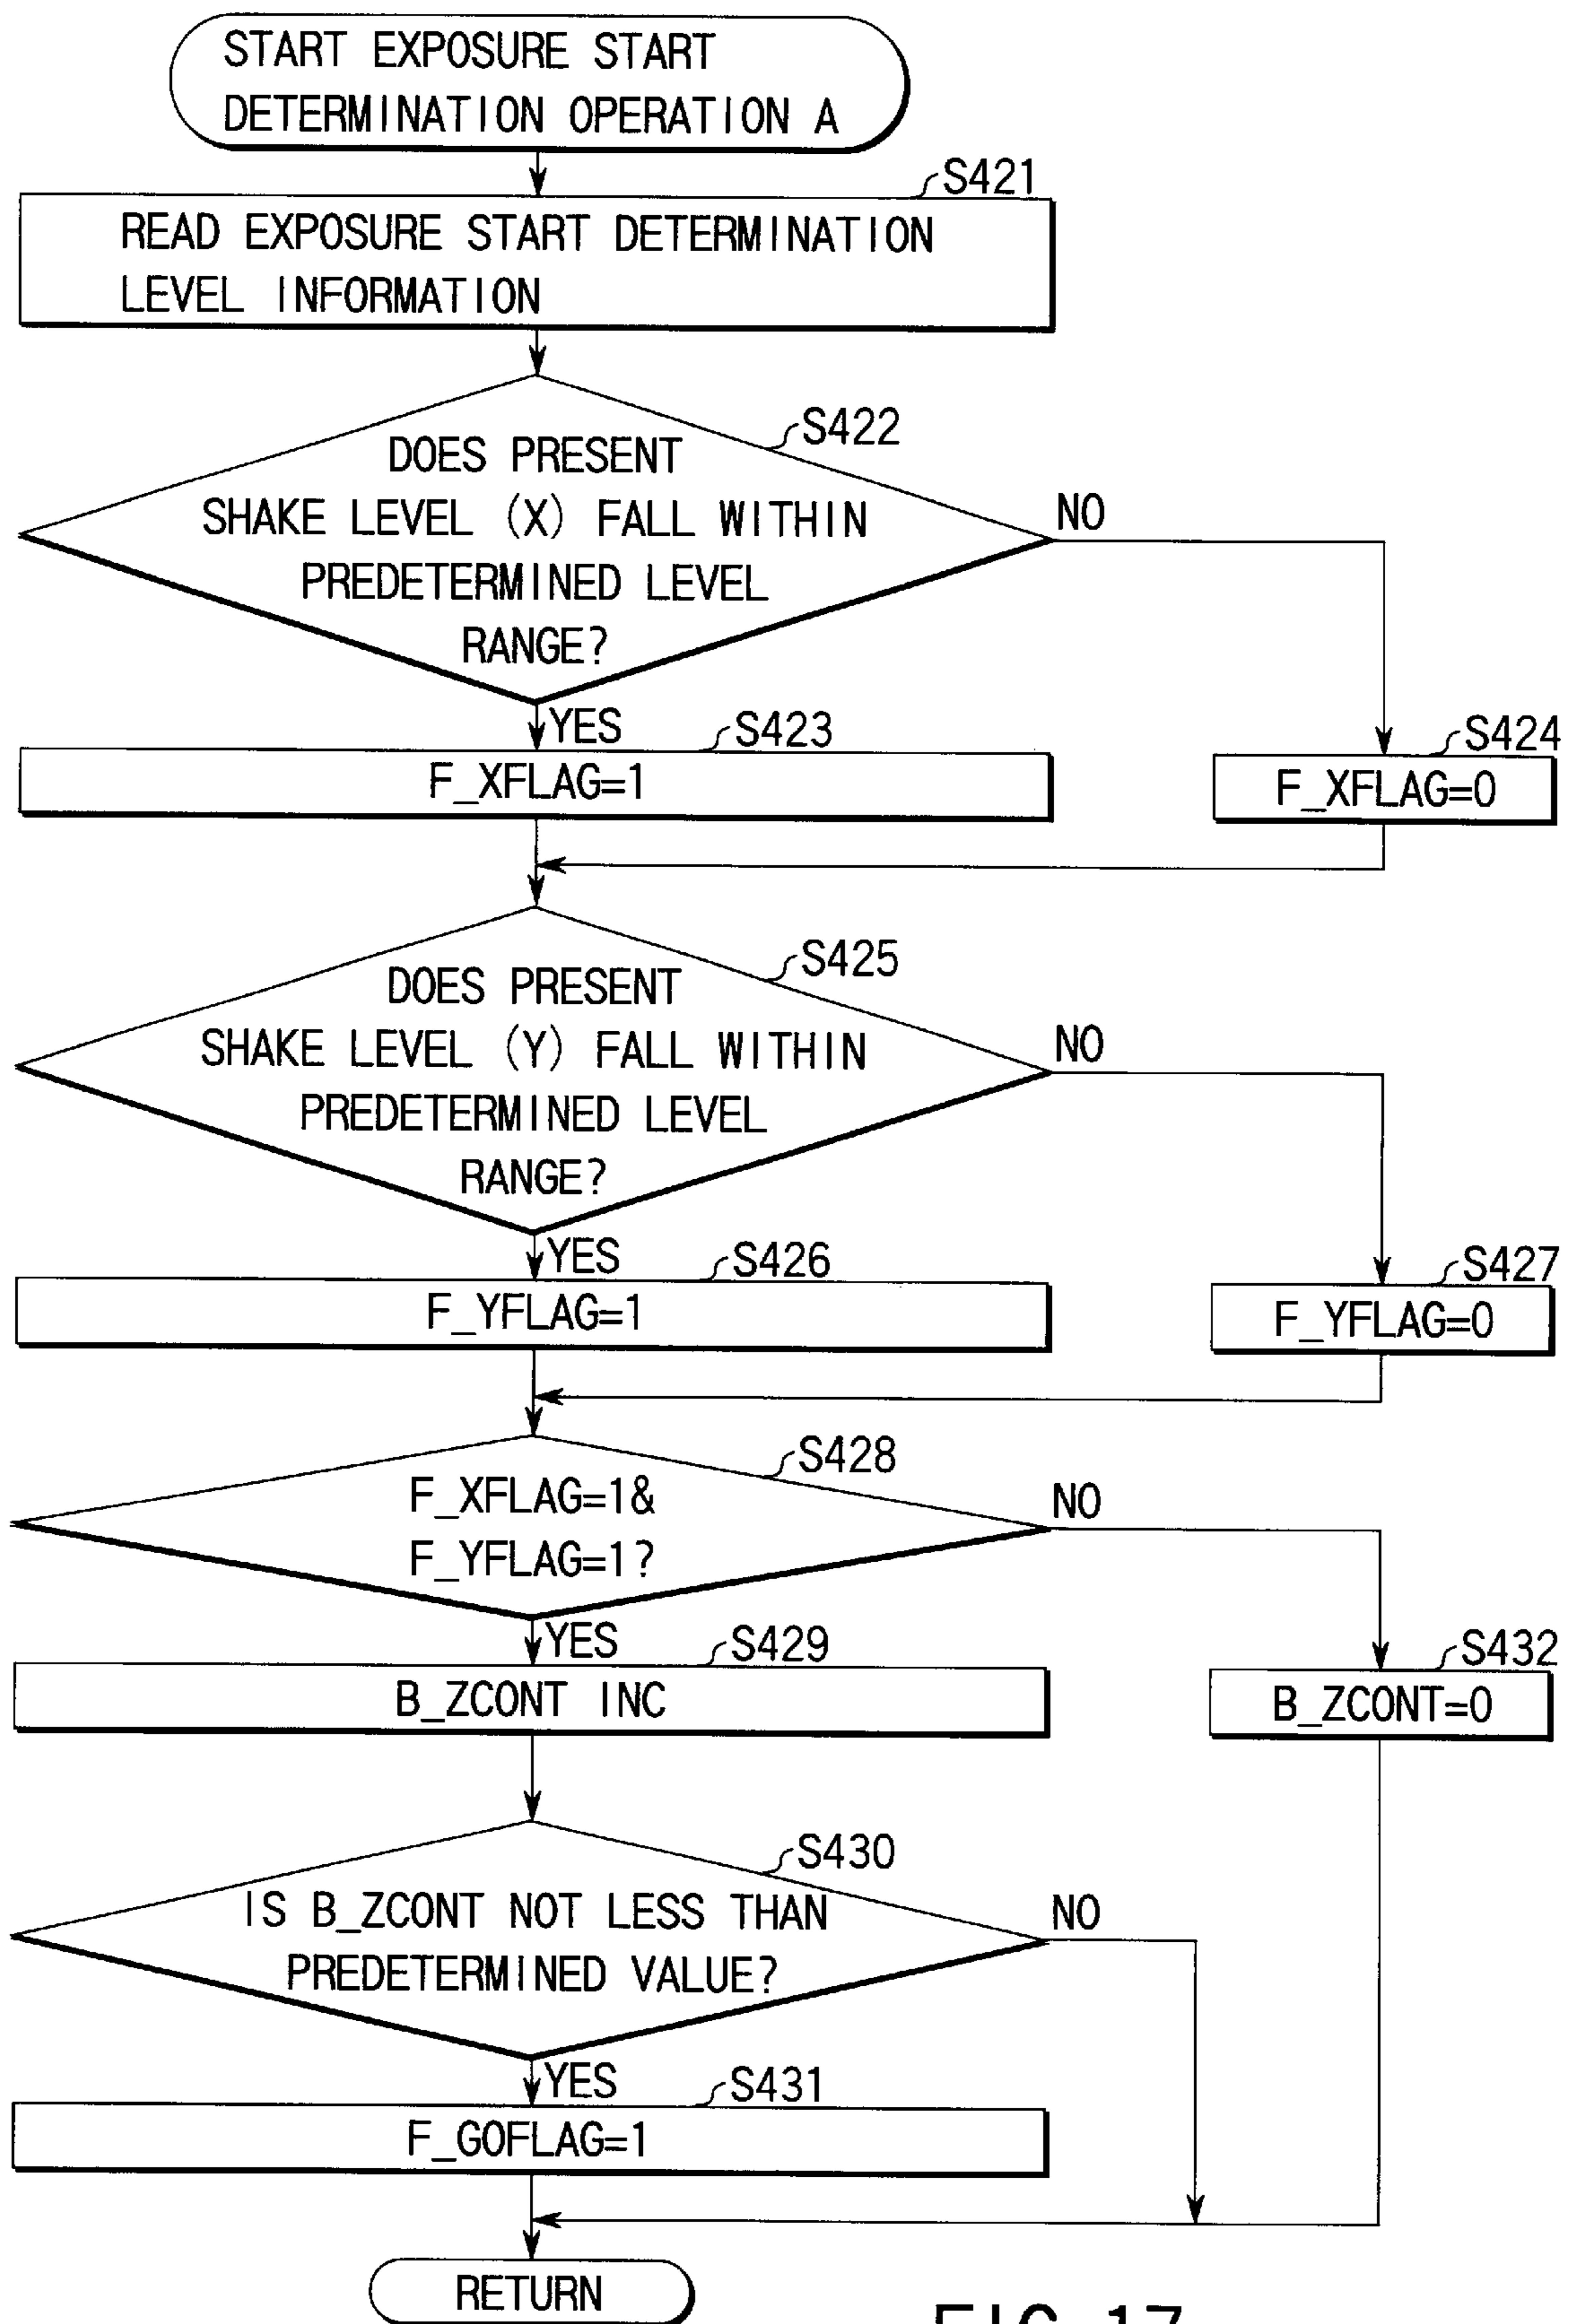 START EXPOSURE START
DETERMINATION OPERATION A
S421
READ EXPOSURE START DETERMINATION
LEVEL INFORMATION
S422
DOES PRESENT
SHAKE LEVEL (X) FALL WITHIN
PREDETERMINED LEVEL
RANGE?
NO
YES
S423
F_XFLAG=1
S424
F_XFLAG=0
S425
DOES PRESENT
SHAKE LEVEL (Y) FALL WITHIN
PREDETERMINED LEVEL
RANGE?
NO
YES
S426
F_YFLAG=1
S427
F_YFLAG=0
S428
F_XFLAG=1&
F_YFLAG=1?
NO
YES
S429
B_ZCONT INC
S432
B_ZCONT=0
S430
IS B_ZCONT NOT LESS THAN
PREDETERMINED VALUE?
NO
YES
S431
F_GOFLAG=1
RETURN
FIG. 17